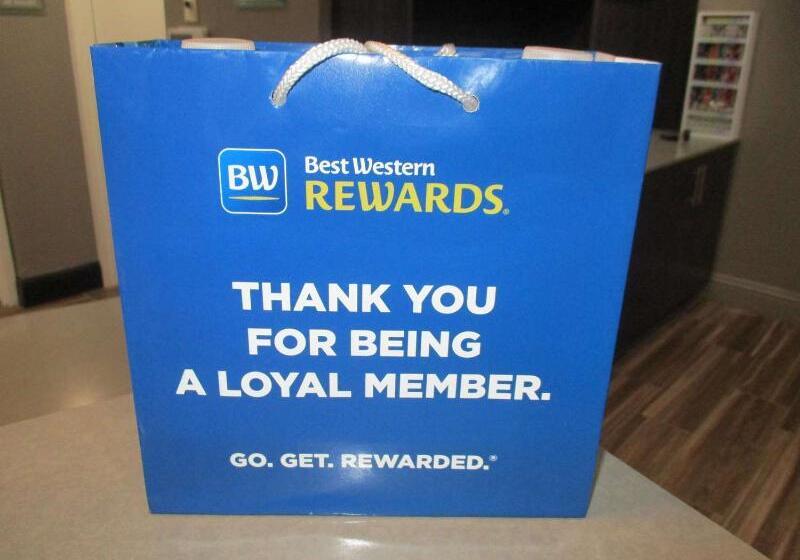 BW
Best Western
REWARDS.
THANK YOU
FOR BEING
A LOYAL MEMBER.
GO. GET. REWARDED.®